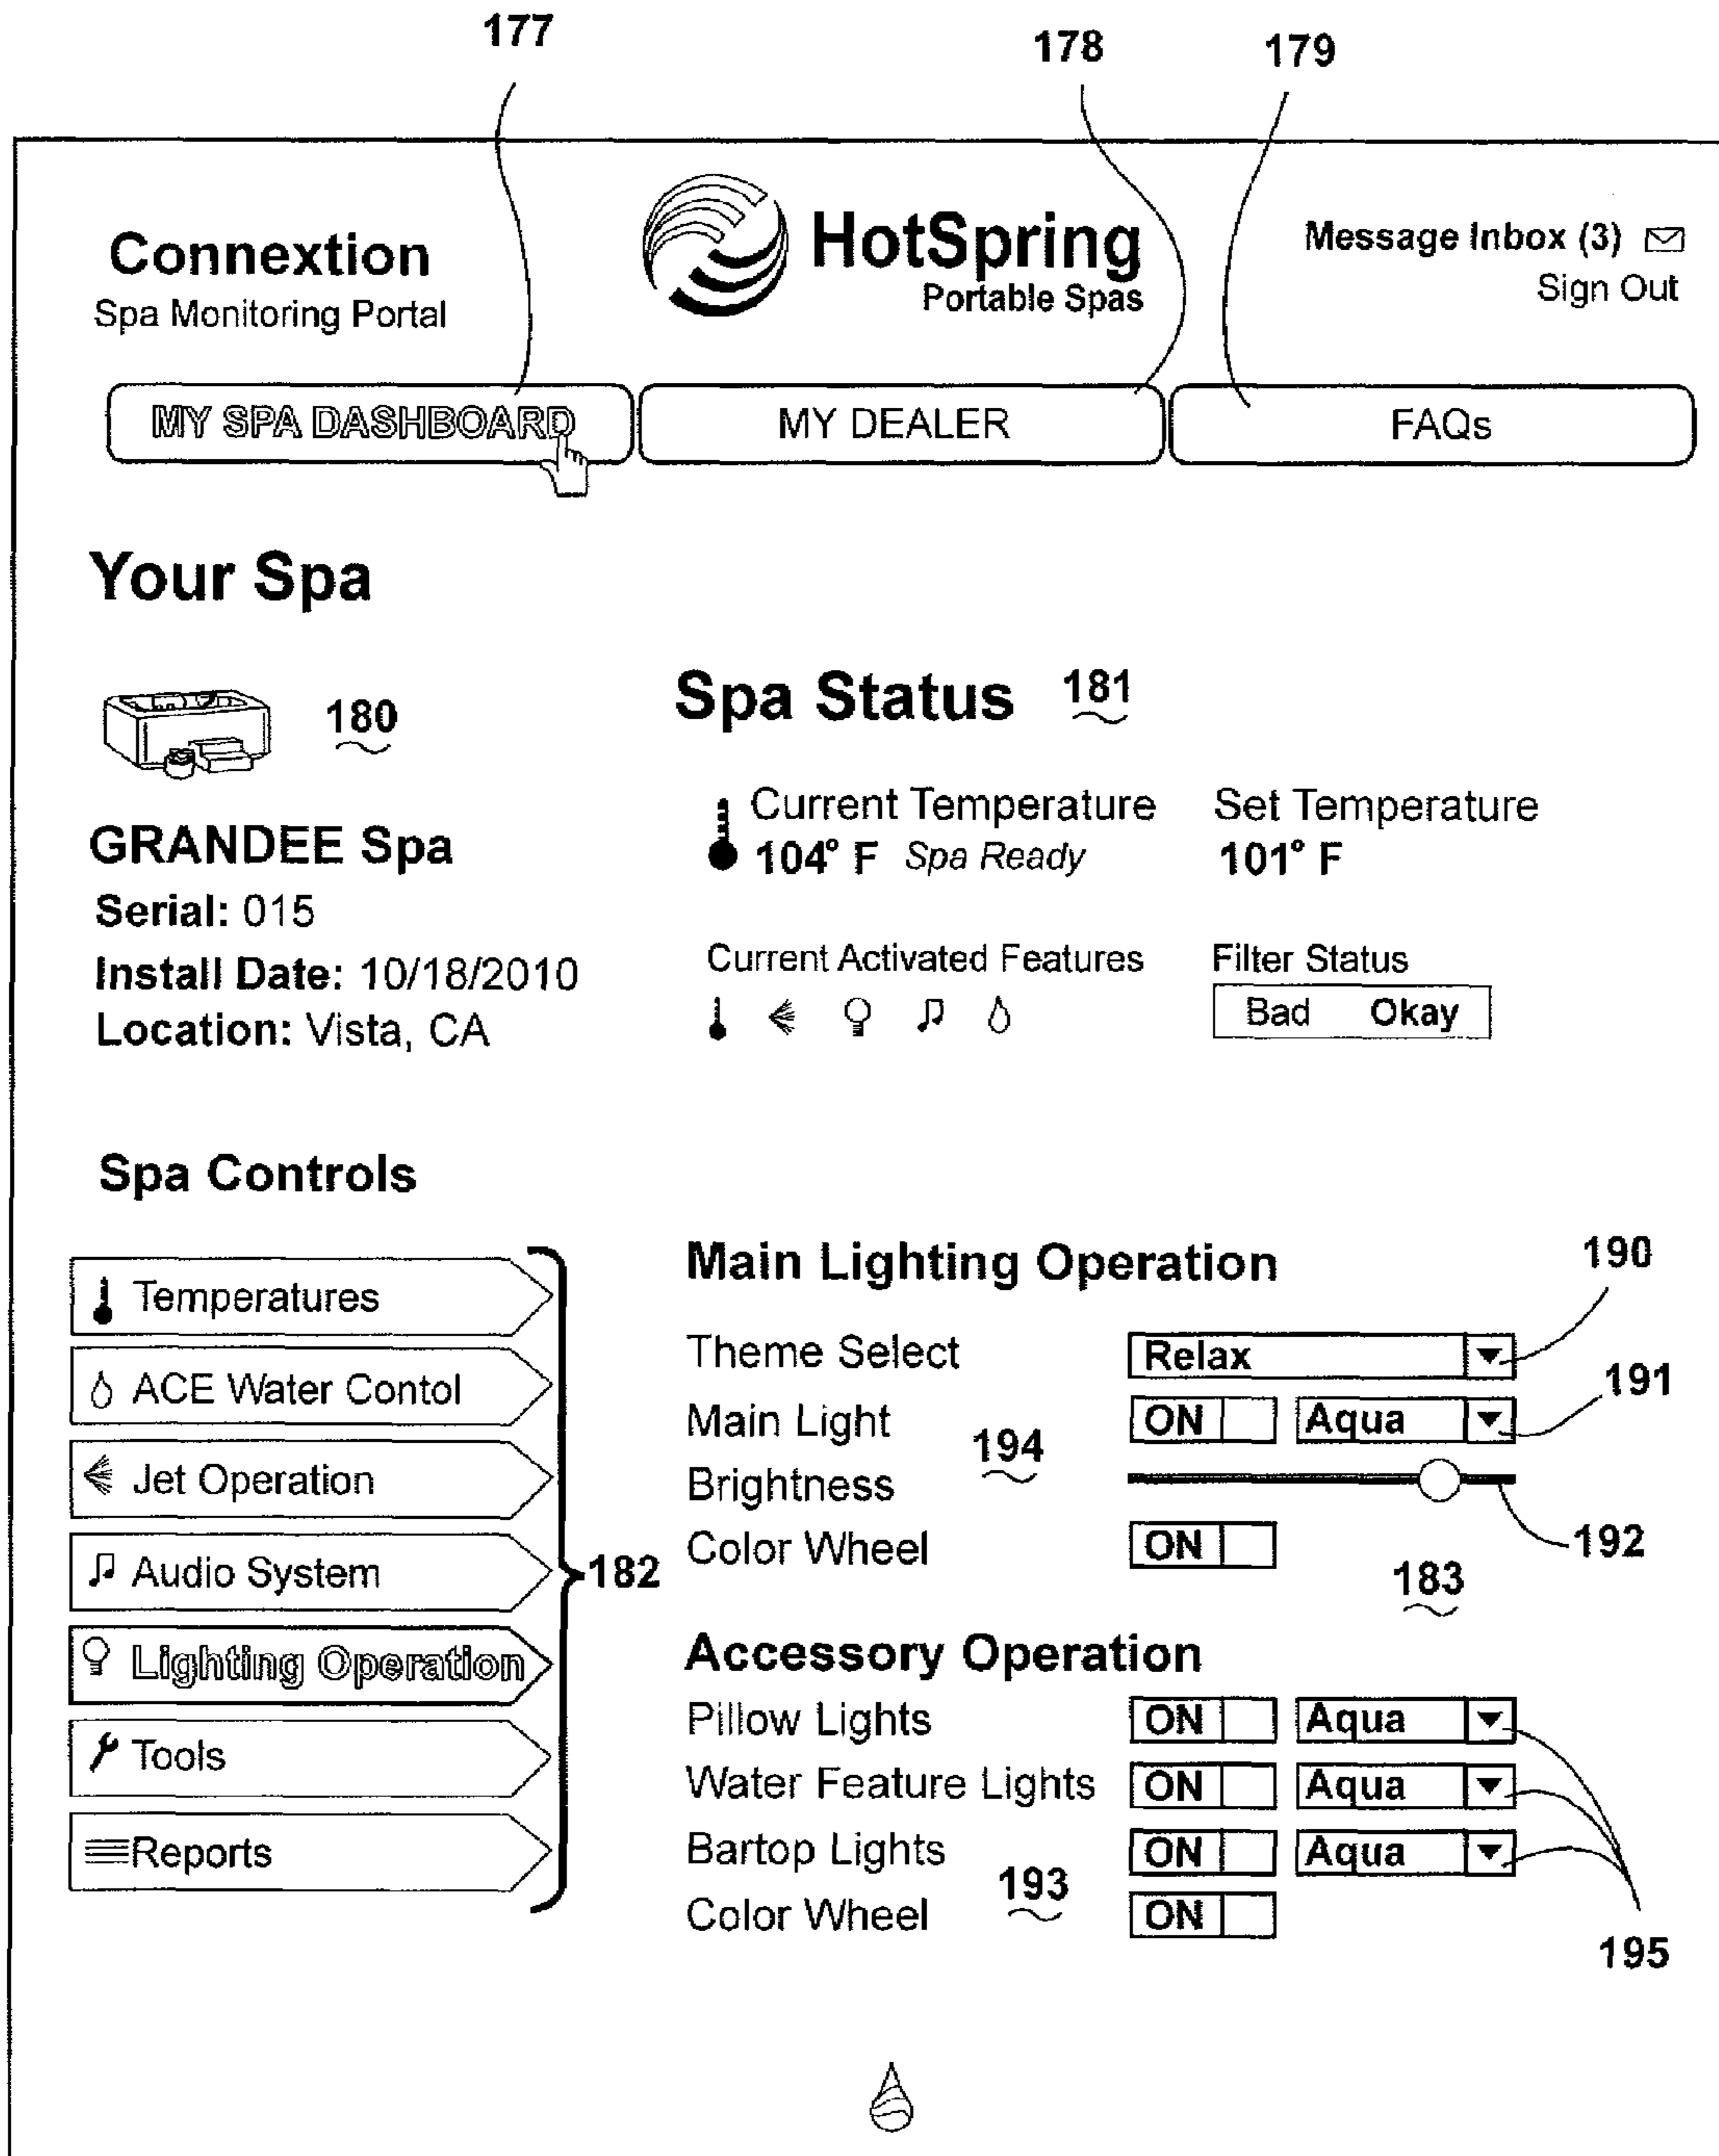 177
178
179
Connextion
Spa Monitoring Portal
HotSpring
Portable Spas
Message Inbox (3)
Sign Out
MY SPA DASHBOARD
MY DEALER
FAQs
Your Spa
180
GRANDEE Spa
Serial: 015
Install Date: 10/18/2010
Location: Vista, CA
Spa Status 181
Current Temperature
104° F Spa Ready
Set Temperature
101° F
Current Activated Features
Filter Status
Bad Okay
Spa Controls
Temperatures
ACE Water Contol
Jet Operation
Audio System
Lighting Operation
Tools
Reports
182
Main Lighting Operation
190
Theme Select Relax
191
Main Light ON Aqua
194
Brightness
192
Color Wheel ON
183
Accessory Operation
Pillow Lights ON Aqua
Water Feature Lights ON Aqua
Bartop Lights ON Aqua
193
Color Wheel ON
195